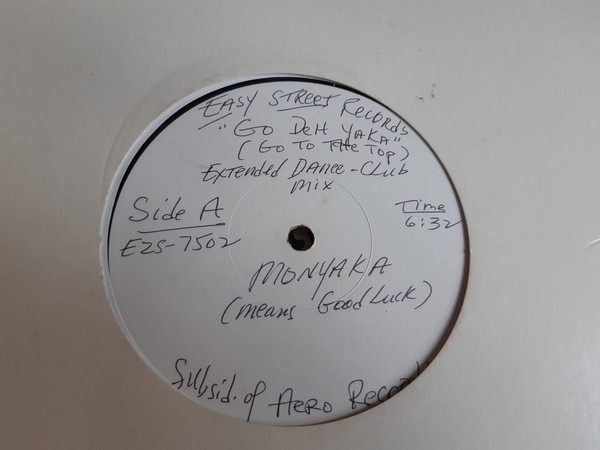 EASY STREET Records
"Go DeH YAKA"
(Go To THe Top)
Extended Dance-Club
mix
Side A
EZS-7502
Time
6:32
MONYAKA
(means Good Luck)
Subsid. of AERO Records